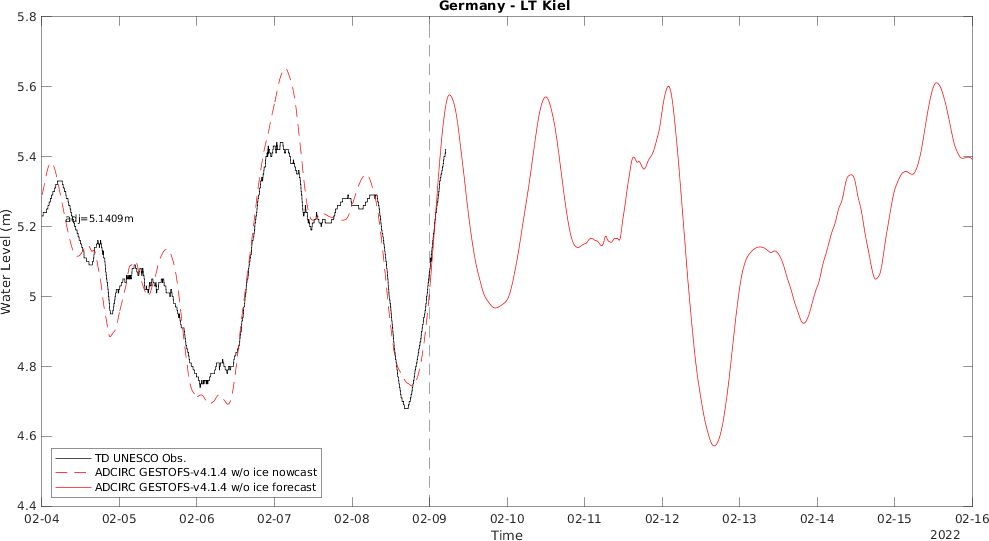 Germany - LT Kiel
5.8
5.6
5.4
5.2
5
4.8
4.6
4.4
Water Level (m)
adj=5.1409m
TD UNESCO Obs.
ADCIRC GESTOFS-v4.1.4 w/o ice nowcast
ADCIRC GESTOFS-v4.1.4 w/o ice forecast
02-04 02-05 02-06 02-07 02-08 02-09 02-10 02-11 02-12 02-13 02-14 02-15 02-16
Time
2022